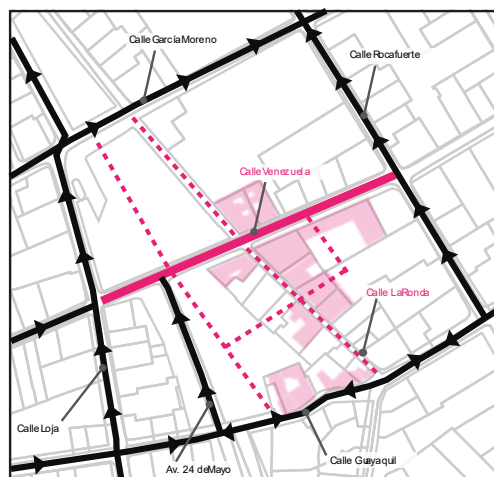 Calle García Moreno
Calle Rocafuerte
Calle Venezuela
Calle La Ronda
Calle Loja
Av. 24 de Mayo
Calle Guayaquil